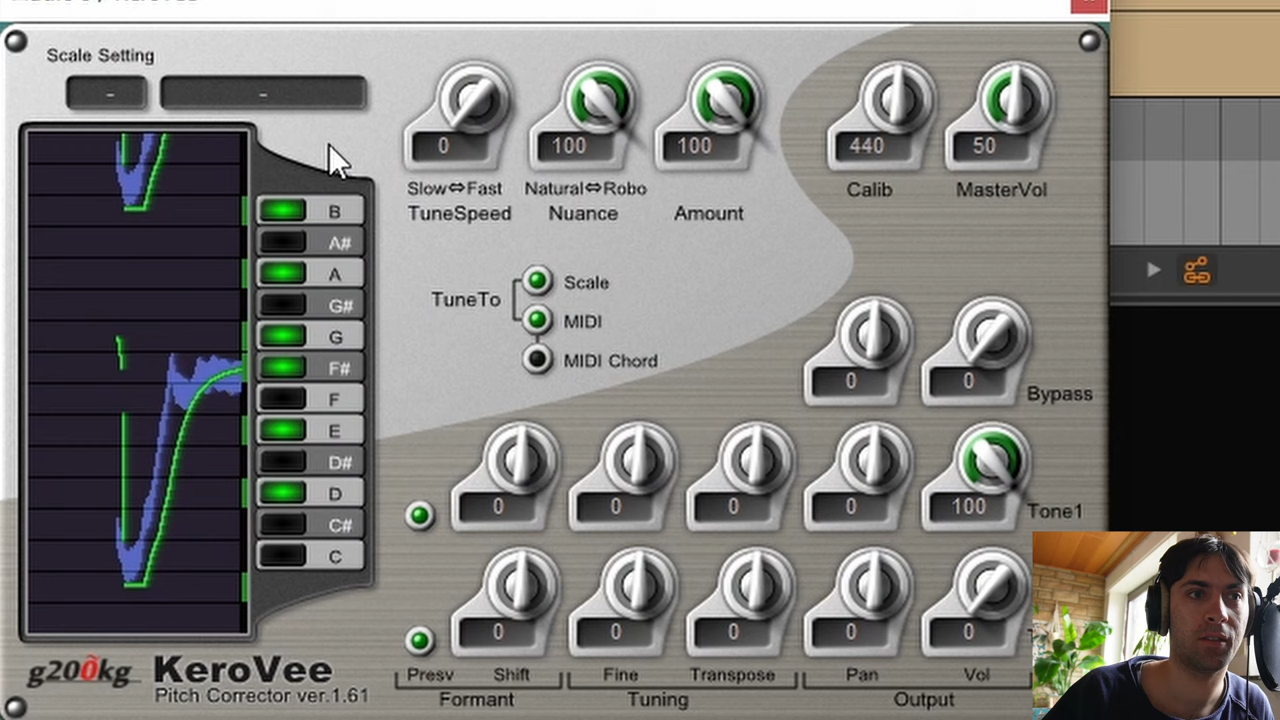 Scale Setting
-
-
0
100
100
440
50
Slow⇔Fast
Natural⇔Robo
TuneSpeed
Nuance
Amount
Calib
MasterVol
B
A#
A
G#
G
F#
F
E
D#
D
C#
C
TuneTo
Scale
MIDI
MIDI Chord
0
0
Bypass
0
0
0
0
100
Tone1
0
0
0
0
0
Presv
Shift
Fine
Transpose
Pan
Vol
Formant
Tuning
Output
g200kg
KeroVee
Pitch Corrector ver.1.61